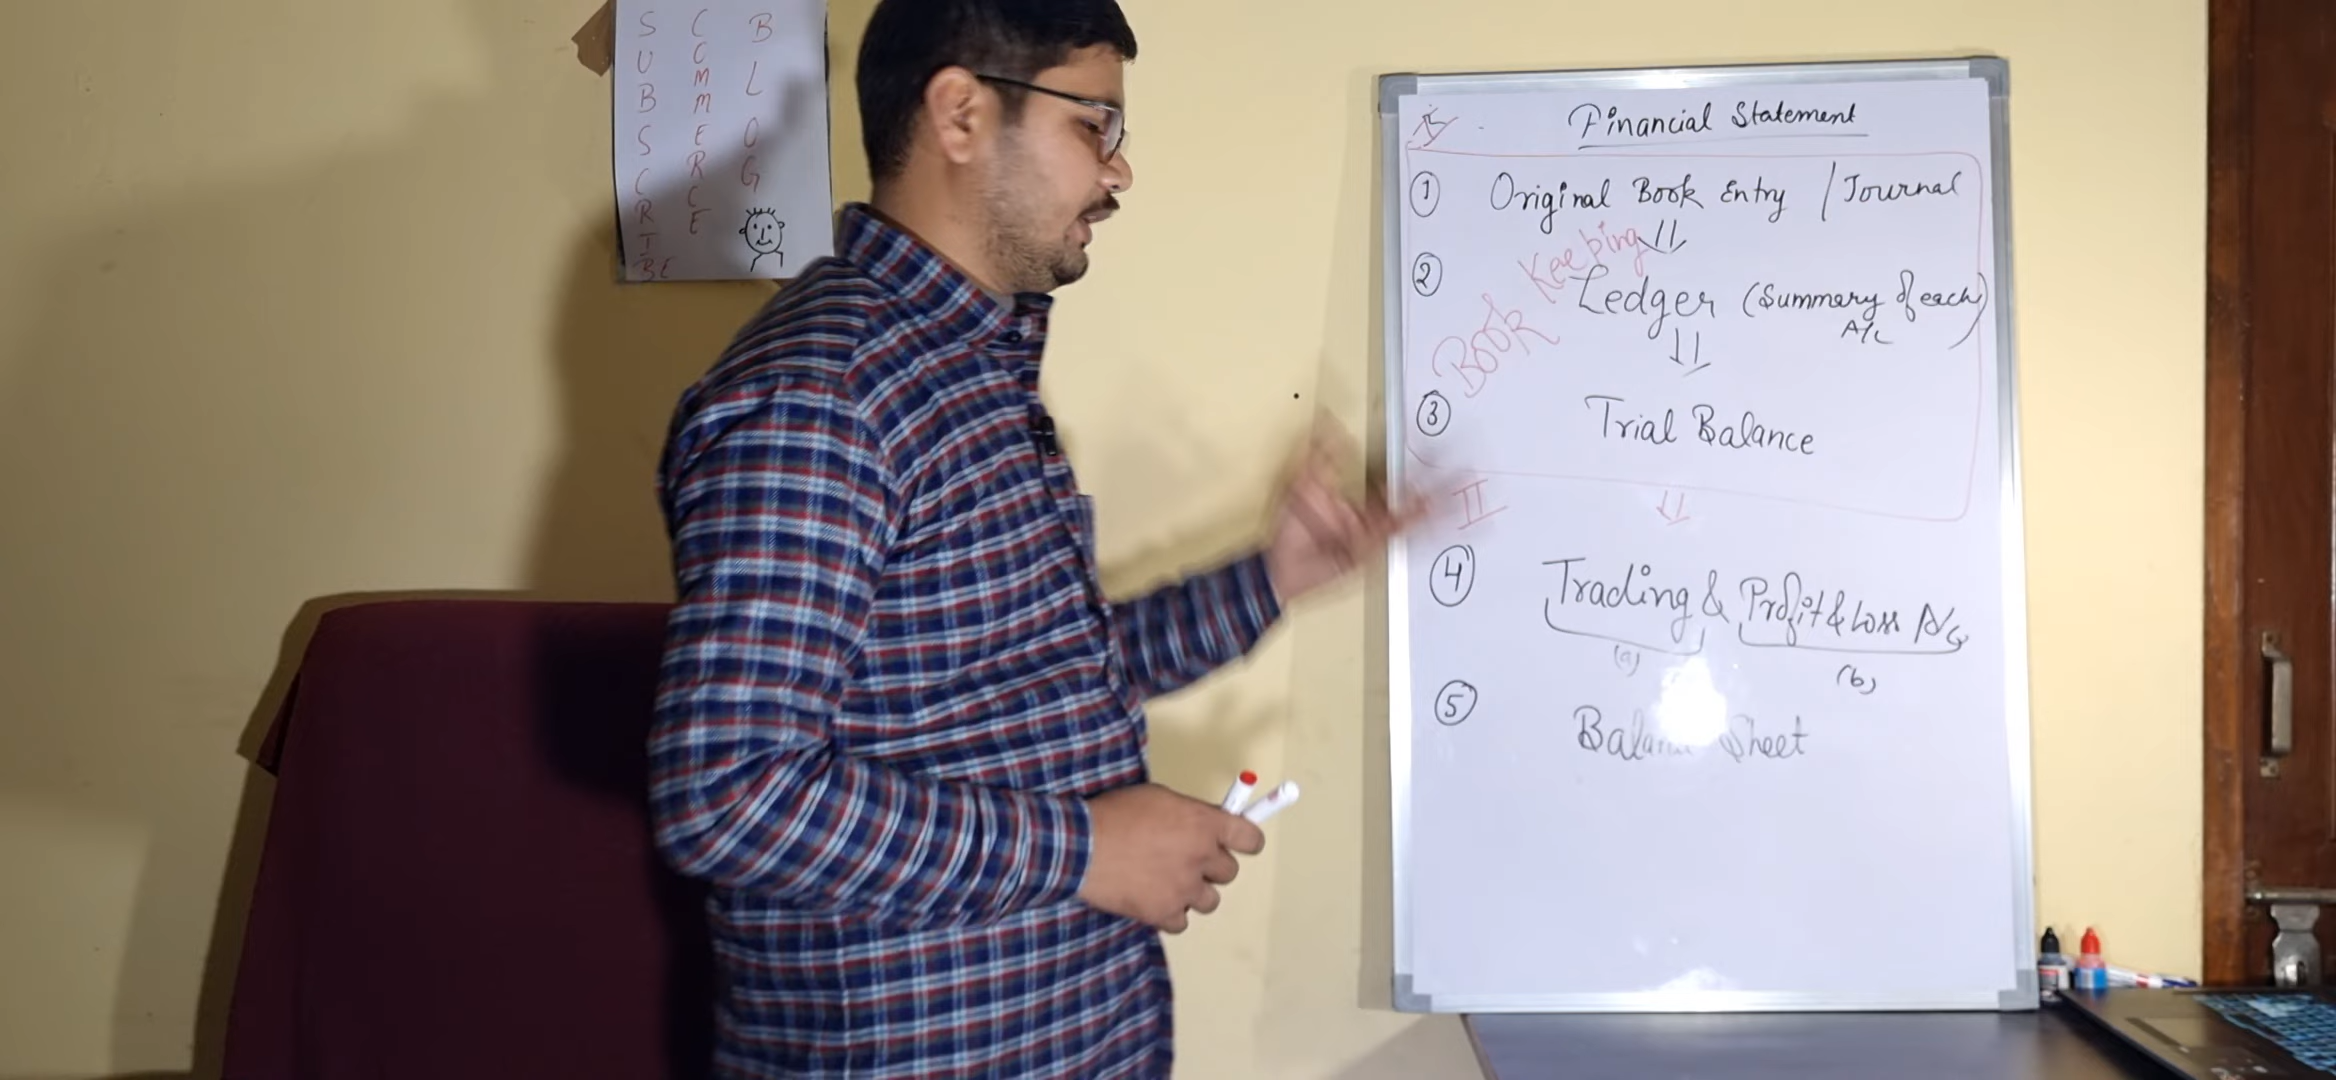 SUBSCRIBE
COMMERCE
BLOG
Financial Statement
I
① Original Book Entry / Journal
② Ledger (Summary of each)
A/c
Book Keeping
③ Trial Balance
II
④ Trading & Profit & Loss A/c
(a) (b)
⑤ Balance Sheet